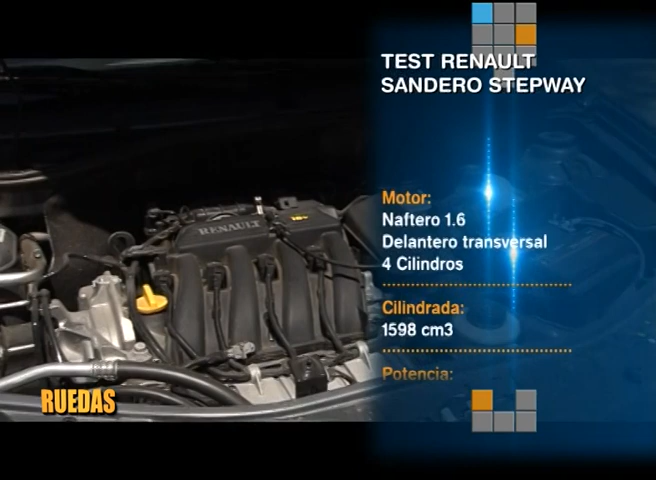 TEST RENAULT
SANDERO STEPWAY
RENAULT
Motor:
Naftero 1.6
Delantero transversal
4 Cilindros
Cilindrada:
1598 cm3
Potencia:
RUEDAS